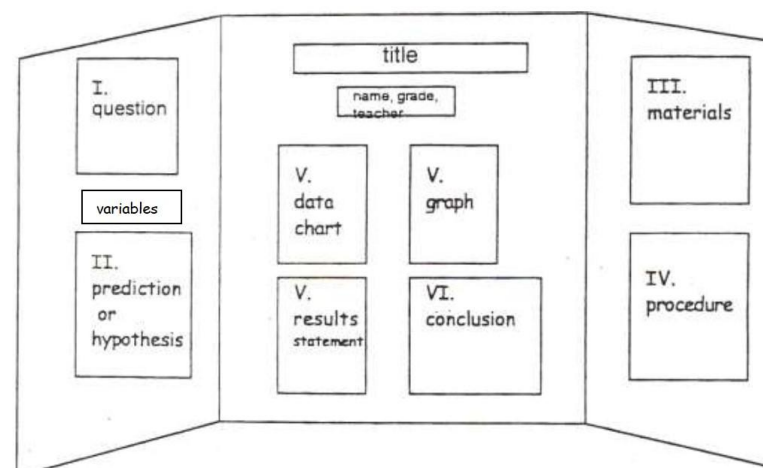 title
name, grade,
teacher
I.
question
variables
II.
prediction
or
hypothesis
V.
data
chart
V.
graph
V.
results
statement
VI.
conclusion
III.
materials
IV.
procedure